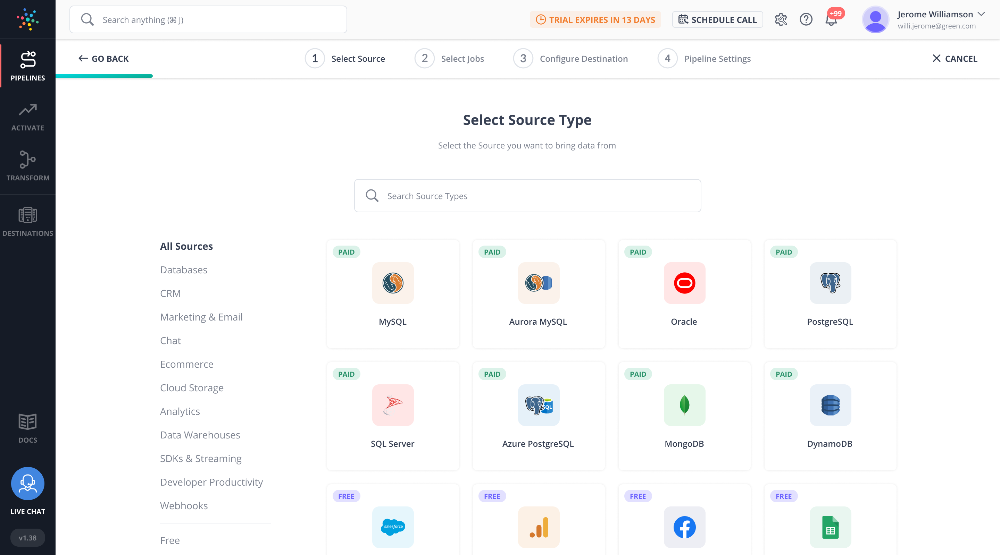 Search anything (⌘ J)
TRIAL EXPIRES IN 13 DAYS
SCHEDULE CALL
+99
Jerome Williamson
willi.jerome@green.com
PIPELINES
ACTIVATE
TRANSFORM
DESTINATIONS
DOCS
LIVE CHAT
v1.38
GO BACK
1 Select Source
2 Select Jobs
3 Configure Destination
4 Pipeline Settings
CANCEL
Select Source Type
Select the Source you want to bring data from
Search Source Types
All Sources
Databases
CRM
Marketing & Email
Chat
Ecommerce
Cloud Storage
Analytics
Data Warehouses
SDKs & Streaming
Developer Productivity
Webhooks
Free
PAID
MySQL
PAID
Aurora MySQL
PAID
Oracle
PAID
PostgreSQL
PAID
SQL Server
PAID
SQL
Azure PostgreSQL
PAID
MongoDB
PAID
DynamoDB
FREE
salesforce
FREE
FREE
FREE